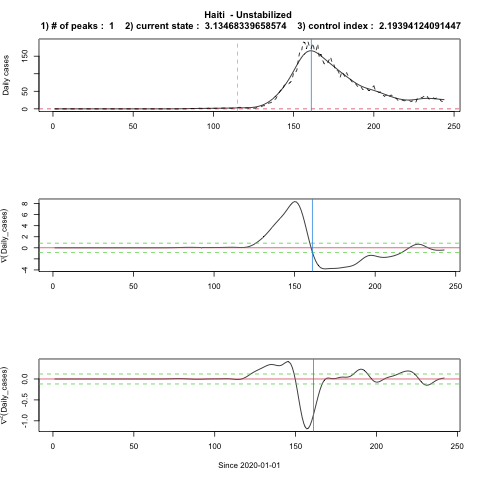 Haiti - Unstabilized
1) # of peaks : 1 2) current state : 3.13468339658574 3) control index : 2.19394124091447
Daily cases
150
50
0
0 50 100 150 200 250
∇(Daily_cases)
8
6
4
2
0
-4
0 50 100 150 200 250
∇²(Daily_cases)
0.0
-0.5
-1.0
0 50 100 150 200 250
Since 2020-01-01